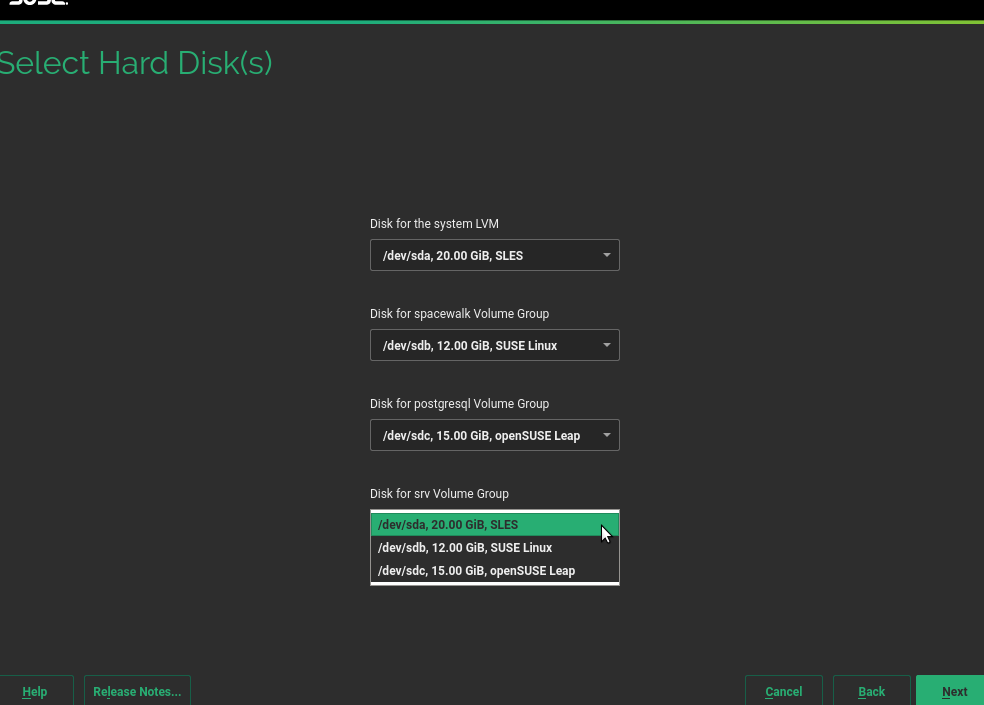 SUSE.
Select Hard Disk(s)
Disk for the system LVM
/dev/sda, 20.00 GiB, SLES
Disk for spacewalk Volume Group
/dev/sdb, 12.00 GiB, SUSE Linux
Disk for postgresql Volume Group
/dev/sdc, 15.00 GiB, openSUSE Leap
Disk for srv Volume Group
/dev/sda, 20.00 GiB, SLES
/dev/sdb, 12.00 GiB, SUSE Linux
/dev/sdc, 15.00 GiB, openSUSE Leap
Help Release Notes... Cancel Back Next